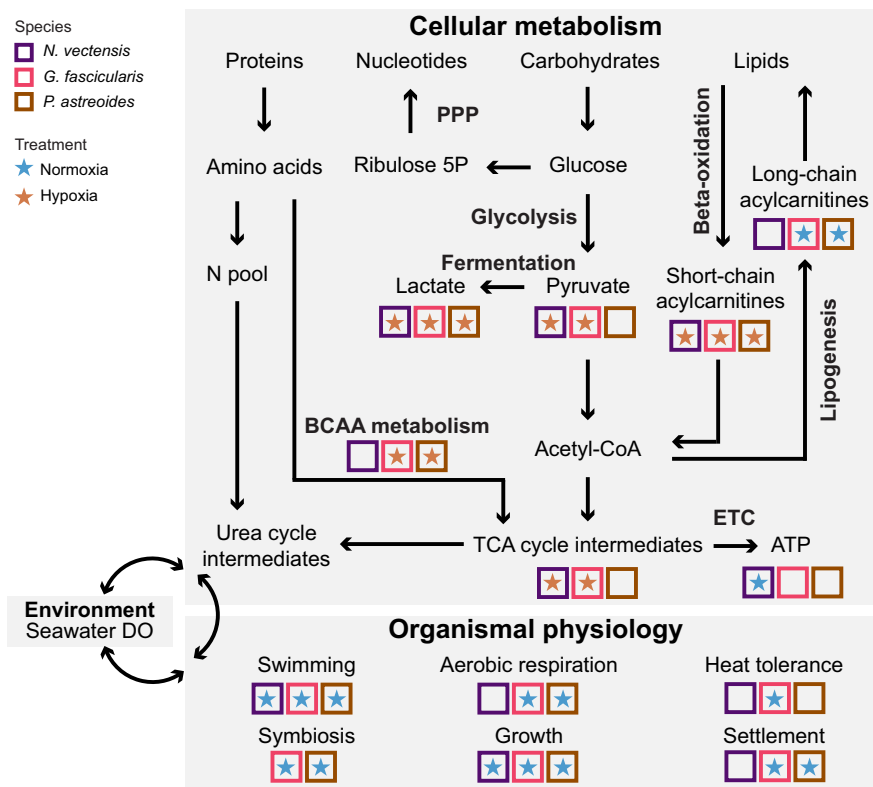 Species
N. vectensis
G. fascicularis
P. astreoides
Treatment
Normoxia
Hypoxia
Cellular metabolism
Proteins
Nucleotides
Carbohydrates
Lipids
PPP
Beta-oxidation
Amino acids
Ribulose 5P
Glucose
Long-chain
acylcarnitines
Glycolysis
N pool
Fermentation
Lactate
Pyruvate
Short-chain
acylcarnitines
Lipogenesis
BCAA metabolism
Acetyl-CoA
ETC
Urea cycle
intermediates
TCA cycle intermediates
ATP
Environment
Seawater DO
Organismal physiology
Swimming
Aerobic respiration
Heat tolerance
Symbiosis
Growth
Settlement